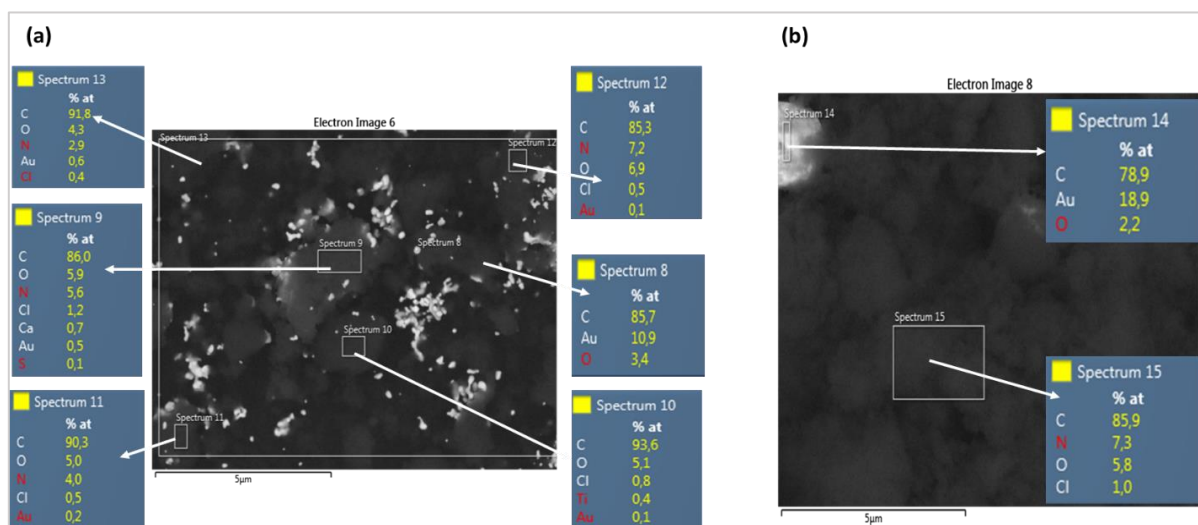 (a)
Spectrum 13
% at
C 91,8
O 4,3
N 2,9
Au 0,6
Cl 0,4
Spectrum 9
% at
C 86,0
O 5,9
N 5,6
Cl 1,2
Ca 0,7
Au 0,5
S 0,1
Spectrum 11
% at
C 90,3
O 5,0
N 4,0
Cl 0,5
Au 0,2
Electron Image 6
Spectrum 13
Spectrum 12
Spectrum 9
Spectrum 8
Spectrum 10
Spectrum 11
5µm
Spectrum 12
% at
C 85,3
N 7,2
O 6,9
Cl 0,5
Au 0,1
Spectrum 8
% at
C 85,7
Au 10,9
O 3,4
Spectrum 10
% at
C 93,6
O 5,1
Cl 0,8
Ti 0,4
Au 0,1
(b)
Electron Image 8
Spectrum 14
Spectrum 15
5µm
Spectrum 14
% at
C 78,9
Au 18,9
O 2,2
Spectrum 15
% at
C 85,9
N 7,3
O 5,8
Cl 1,0